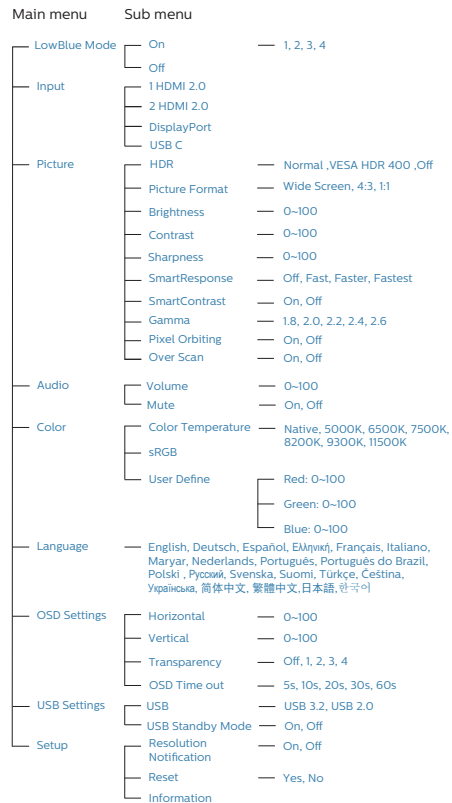 Main menu Sub menu
LowBlue Mode On 1, 2, 3, 4
Off
Input 1 HDMI 2.0
2 HDMI 2.0
DisplayPort
USB C
Picture HDR Normal ,VESA HDR 400 ,Off
Picture Format Wide Screen, 4:3, 1:1
Brightness 0~100
Contrast 0~100
Sharpness 0~100
SmartResponse Off, Fast, Faster, Fastest
SmartContrast On, Off
Gamma 1.8, 2.0, 2.2, 2.4, 2.6
Pixel Orbiting On, Off
Over Scan On, Off
Audio Volume 0~100
Mute On, Off
Color Color Temperature Native, 5000K, 6500K, 7500K,
8200K, 9300K, 11500K
sRGB
User Define Red: 0~100
Green: 0~100
Blue: 0~100
Language English, Deutsch, Español, Ελληνική, Français, Italiano,
Maryar, Nederlands, Português, Português do Brazil,
Polski , Русский, Svenska, Suomi, Türkçe, Čeština,
Українська, 简体中文, 繁體中文,日本語,한국어
OSD Settings Horizontal 0~100
Vertical 0~100
Transparency Off, 1, 2, 3, 4
OSD Time out 5s, 10s, 20s, 30s, 60s
USB Settings USB USB 3.2, USB 2.0
USB Standby Mode On, Off
Setup Resolution On, Off
Notification
Reset Yes, No
Information